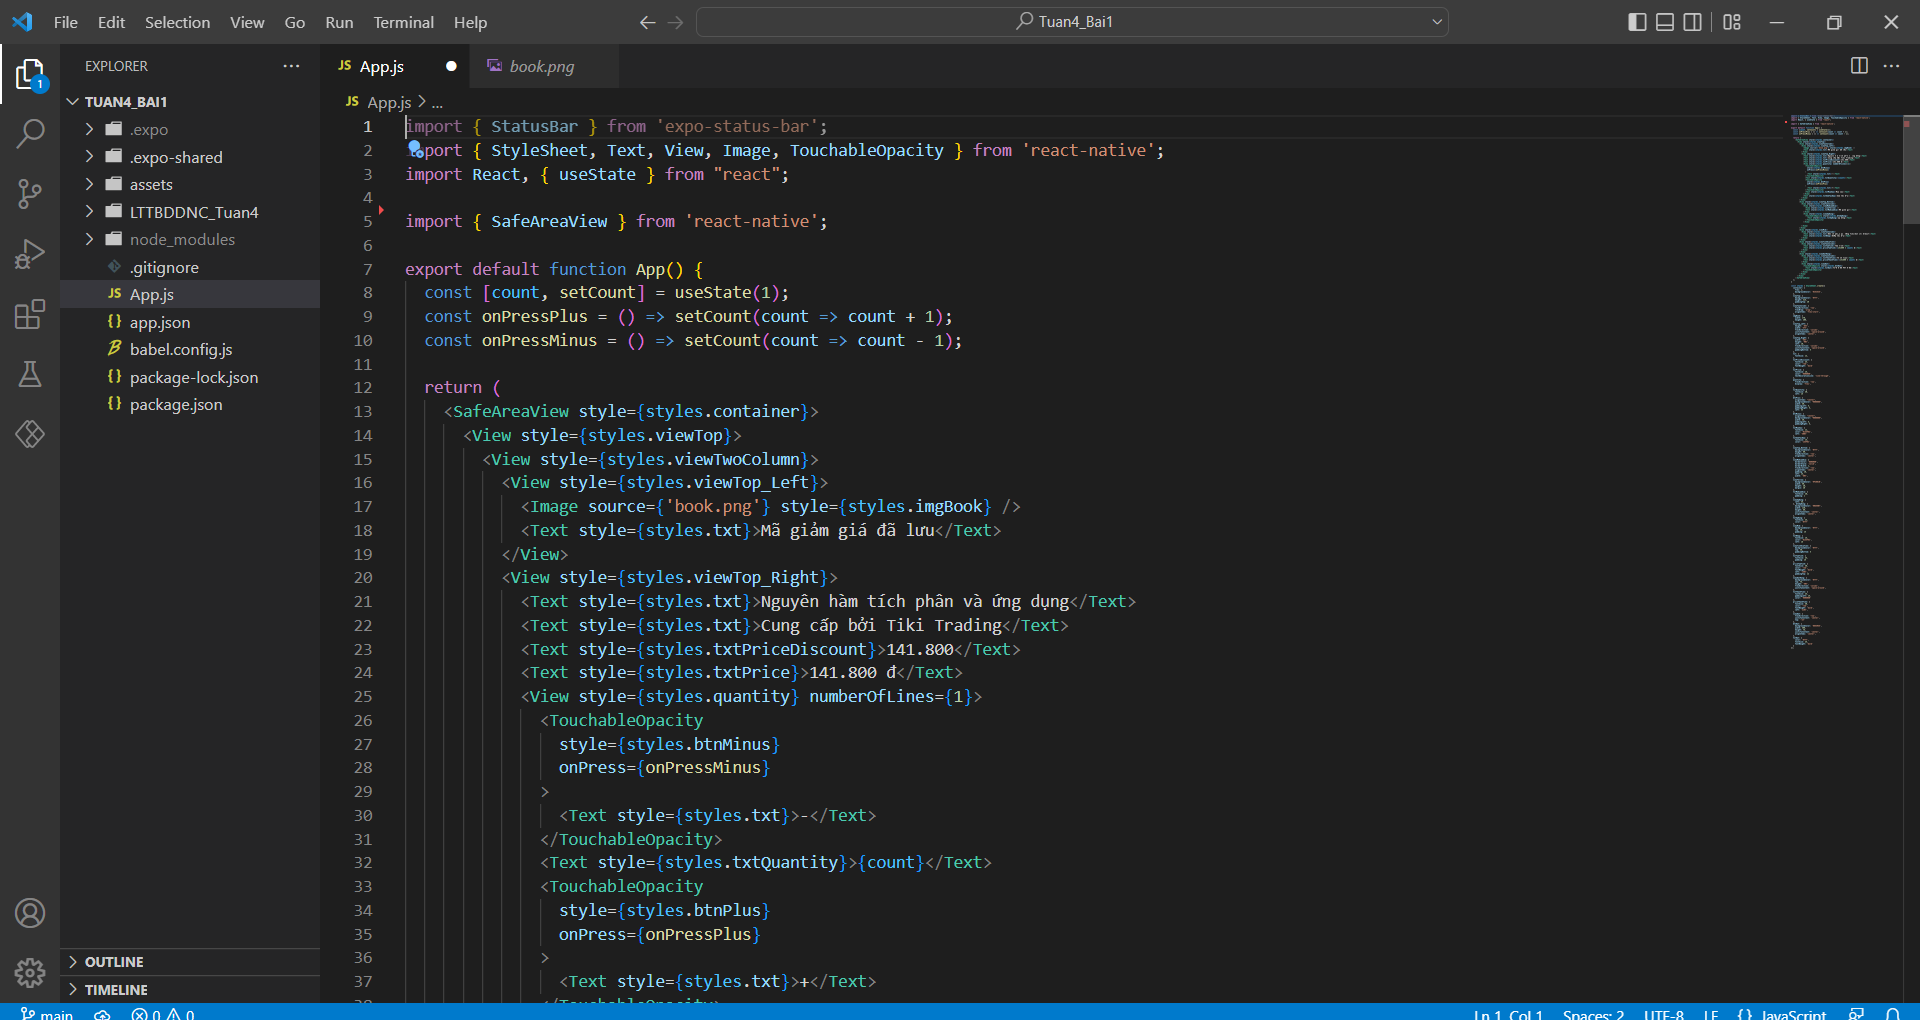 File Edit Selection View Go Run Terminal Help
Tuan4_Bai1
EXPLORER
TUAN4_BAI1
.expo
.expo-shared
assets
LTTBDDNC_Tuan4
node_modules
.gitignore
JS App.js
{} app.json
babel.config.js
{} package-lock.json
{} package.json
OUTLINE
TIMELINE
1
JS App.js
book.png
JS App.js > ...
1 import { StatusBar } from 'expo-status-bar';
2 import { StyleSheet, Text, View, Image, TouchableOpacity } from 'react-native';
3 import React, { useState } from "react";
4
5 import { SafeAreaView } from 'react-native';
6
7 export default function App() {
8 const [count, setCount] = useState(1);
9 const onPressPlus = () => setCount(count => count + 1);
10 const onPressMinus = () => setCount(count => count - 1);
11
12 return (
13 <SafeAreaView style={styles.container}>
14 <View style={styles.viewTop}>
15 <View style={styles.viewTwoColumn}>
16 <View style={styles.viewTop_Left}>
17 <Image source={'book.png'} style={styles.imgBook} />
18 <Text style={styles.txt}>Mã giảm giá đã lưu</Text>
19 </View>
20 <View style={styles.viewTop_Right}>
21 <Text style={styles.txt}>Nguyên hàm tích phân và ứng dụng</Text>
22 <Text style={styles.txt}>Cung cấp bởi Tiki Trading</Text>
23 <Text style={styles.txtPriceDiscount}>141.800</Text>
24 <Text style={styles.txtPrice}>141.800 đ</Text>
25 <View style={styles.quantity} numberOfLines={1}>
26 <TouchableOpacity
27 style={styles.btnMinus}
28 onPress={onPressMinus}
29 >
30 <Text style={styles.txt}>-</Text>
31 </TouchableOpacity>
32 <Text style={styles.txtQuantity}>{count}</Text>
33 <TouchableOpacity
34 style={styles.btnPlus}
35 onPress={onPressPlus}
36 >
37 <Text style={styles.txt}>+</Text>
38 </TouchableOpacity>
main 0 0 Ln 1, Col 1 Spaces: 2 UTF-8 LF {} JavaScript